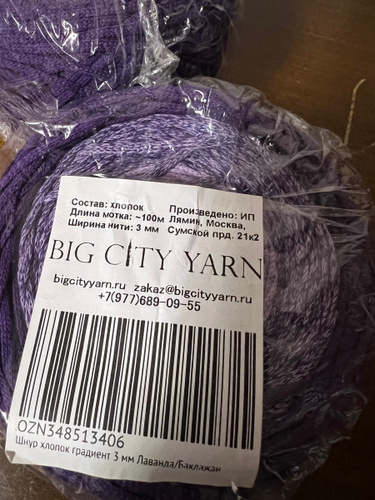 Состав: хлопок Произведено: ИП
Длина мотка: ~100м Лямин, Москва,
Ширина нити: 3 мм Сумской прд. 21к2
BIG CITY YARN
bigcityyarn.ru zakaz@bigcityyarn.ru
+7(977)689-09-55
OZN348513406
Шнур хлопок градиент 3 мм Лаванда/Баклажан